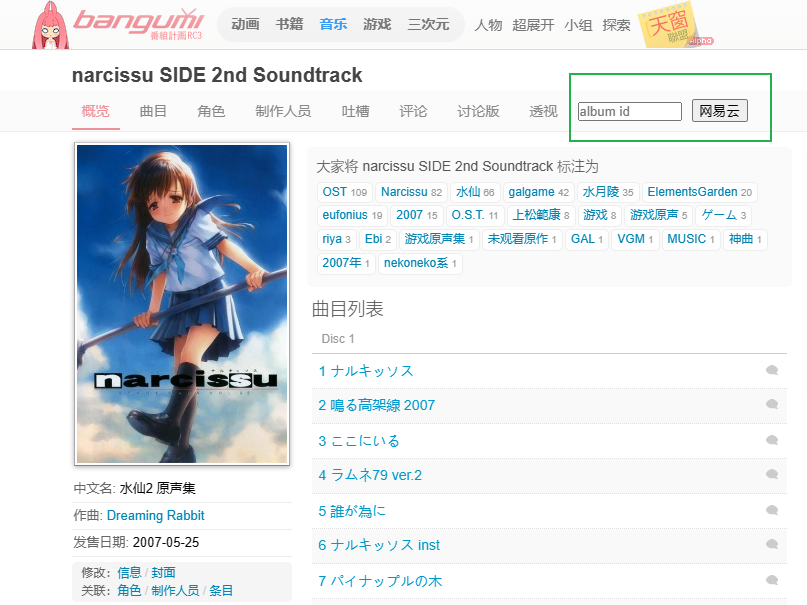 bangumi
番組計画RC3
动画 书籍 音乐 游戏 三次元 人物 超展开 小组 探索 天窗 联盟 Alpha
narcissu SIDE 2nd Soundtrack
概览 曲目 角色 制作人员 吐槽 评论 讨论版 透视 album id 网易云
大家将 narcissu SIDE 2nd Soundtrack 标注为
OST 109 Narcissu 82 水仙 66 galgame 42 水月陵 35 ElementsGarden 20
eufonius 19 2007 15 O.S.T. 11 上松範康 8 游戏 8 游戏原声 5 ゲーム 3
riya 3 Ebi 2 游戏原声集 1 未观看原作 1 GAL 1 VGM 1 MUSIC 1 神曲 1
2007年 1 nekoneko系 1
ナルキッソス
narcissu
中文名: 水仙2 原声集
作曲: Dreaming Rabbit
发售日期: 2007-05-25
修改: 信息 / 封面
关联: 角色 / 制作人员 / 条目
曲目列表
Disc 1
1 ナルキッソス
2 鳴る高架線 2007
3 ここにいる
4 ラムネ79 ver.2
5 誰が為に
6 ナルキッソス inst
7 パイナップルの木